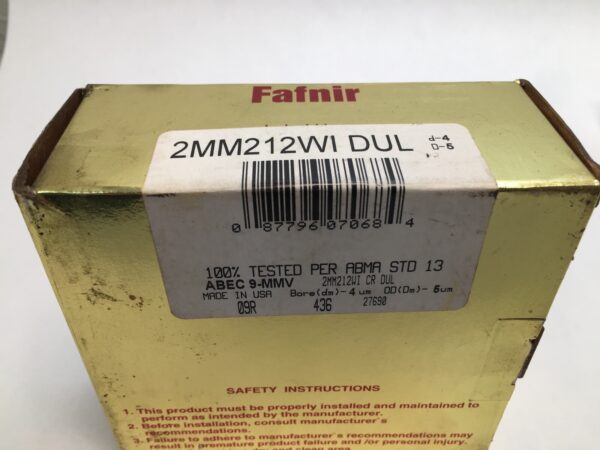 Fafnir
2MM212WI DUL
d-4
D-5
0 87796 07068 4
100% TESTED PER ABMA STD 13
ABEC 9-MMV 2MM212WI CR DUL
MADE IN USA Bore(dm)-4 um OD(Dm)-5um
09R 436 27690
SAFETY INSTRUCTIONS
1. This product must be properly installed and maintained to
perform as intended by the manufacturer.
2. Before installation, consult manufacturer's
recommendations.
3. Failure to adhere to manufacturer's recommendations may
result in premature product failure and/or personal injury.
and clean area.